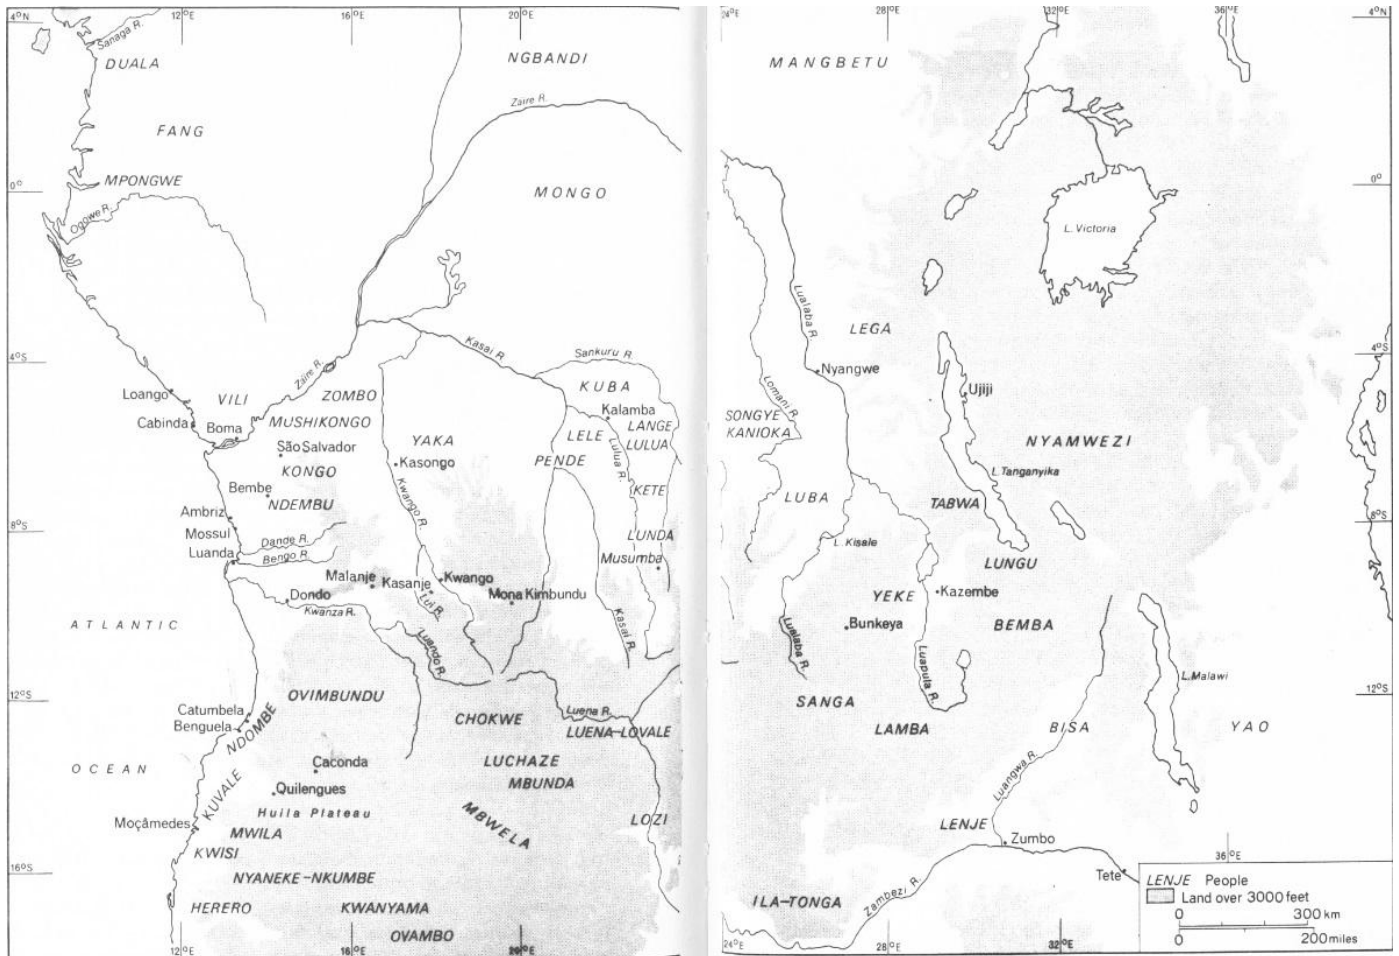 4°N
12°E
16°E
20°E
Sanaga R.
DUALA
NGBANDI
Zaire R.
FANG
MPONGWE
0°
MONGO
Ogowe R.
4°S
Kasai R.
Sankuru R.
Zaire R.
Loango
VILI
ZOMBO
KUBA
Cabinda
Boma
MUSHIKONGO
Kalamba
São Salvador
YAKA
LELE
LANGE
LULUA
Lulua R.
KONGO
Kasongo
PENDE
Bembe
NDEMBU
Kwango R.
KETE
Ambriz
8°S
Mossul
Dande R.
LUNDA
Luanda
Bengo R.
Musumba
Malanje
Kasanje
Kwango
Dondo
Lui R.
Mona Kimbundu
Kwanza R.
Kasai R.
ATLANTIC
Luando R.
12°S
OVIMBUNDU
Catumbela
CHOKWE
Luena R.
Benguela
NDOMBE
LUENA-LOVALE
OCEAN
Caconda
LUCHAZE
KUVALE
Quilengues
MBUNDA
Huila Plateau
Moçâmedes
MBWELA
LOZI
MWILA
KWISI
16°S
NYANEKE-NKUMBE
HERERO
KWANYAMA
OVAMBO
12°E
16°E
20°E
24°E
28°E
32°E
36°E
4°N
MANGBETU
0°
L. Victoria
Lualaba R.
LEGA
4°S
Nyangwe
Lomani R.
Ujiji
SONGYE
KANIOKA
NYAMWEZI
L. Tanganyika
LUBA
TABWA
8°S
L. Kisale
LUNGU
YEKE
Kazembe
Bunkeya
BEMBA
Lualaba R.
Luapula R.
L. Malawi
12°S
SANGA
LAMBA
BISA
YAO
Luangwa R.
LENJE
Zumbo
36°E
Tete
Zambezi R.
ILA-TONGA
24°E
28°E
32°E
LENJE People
Land over 3000 feet
0 300 km
0 200 miles